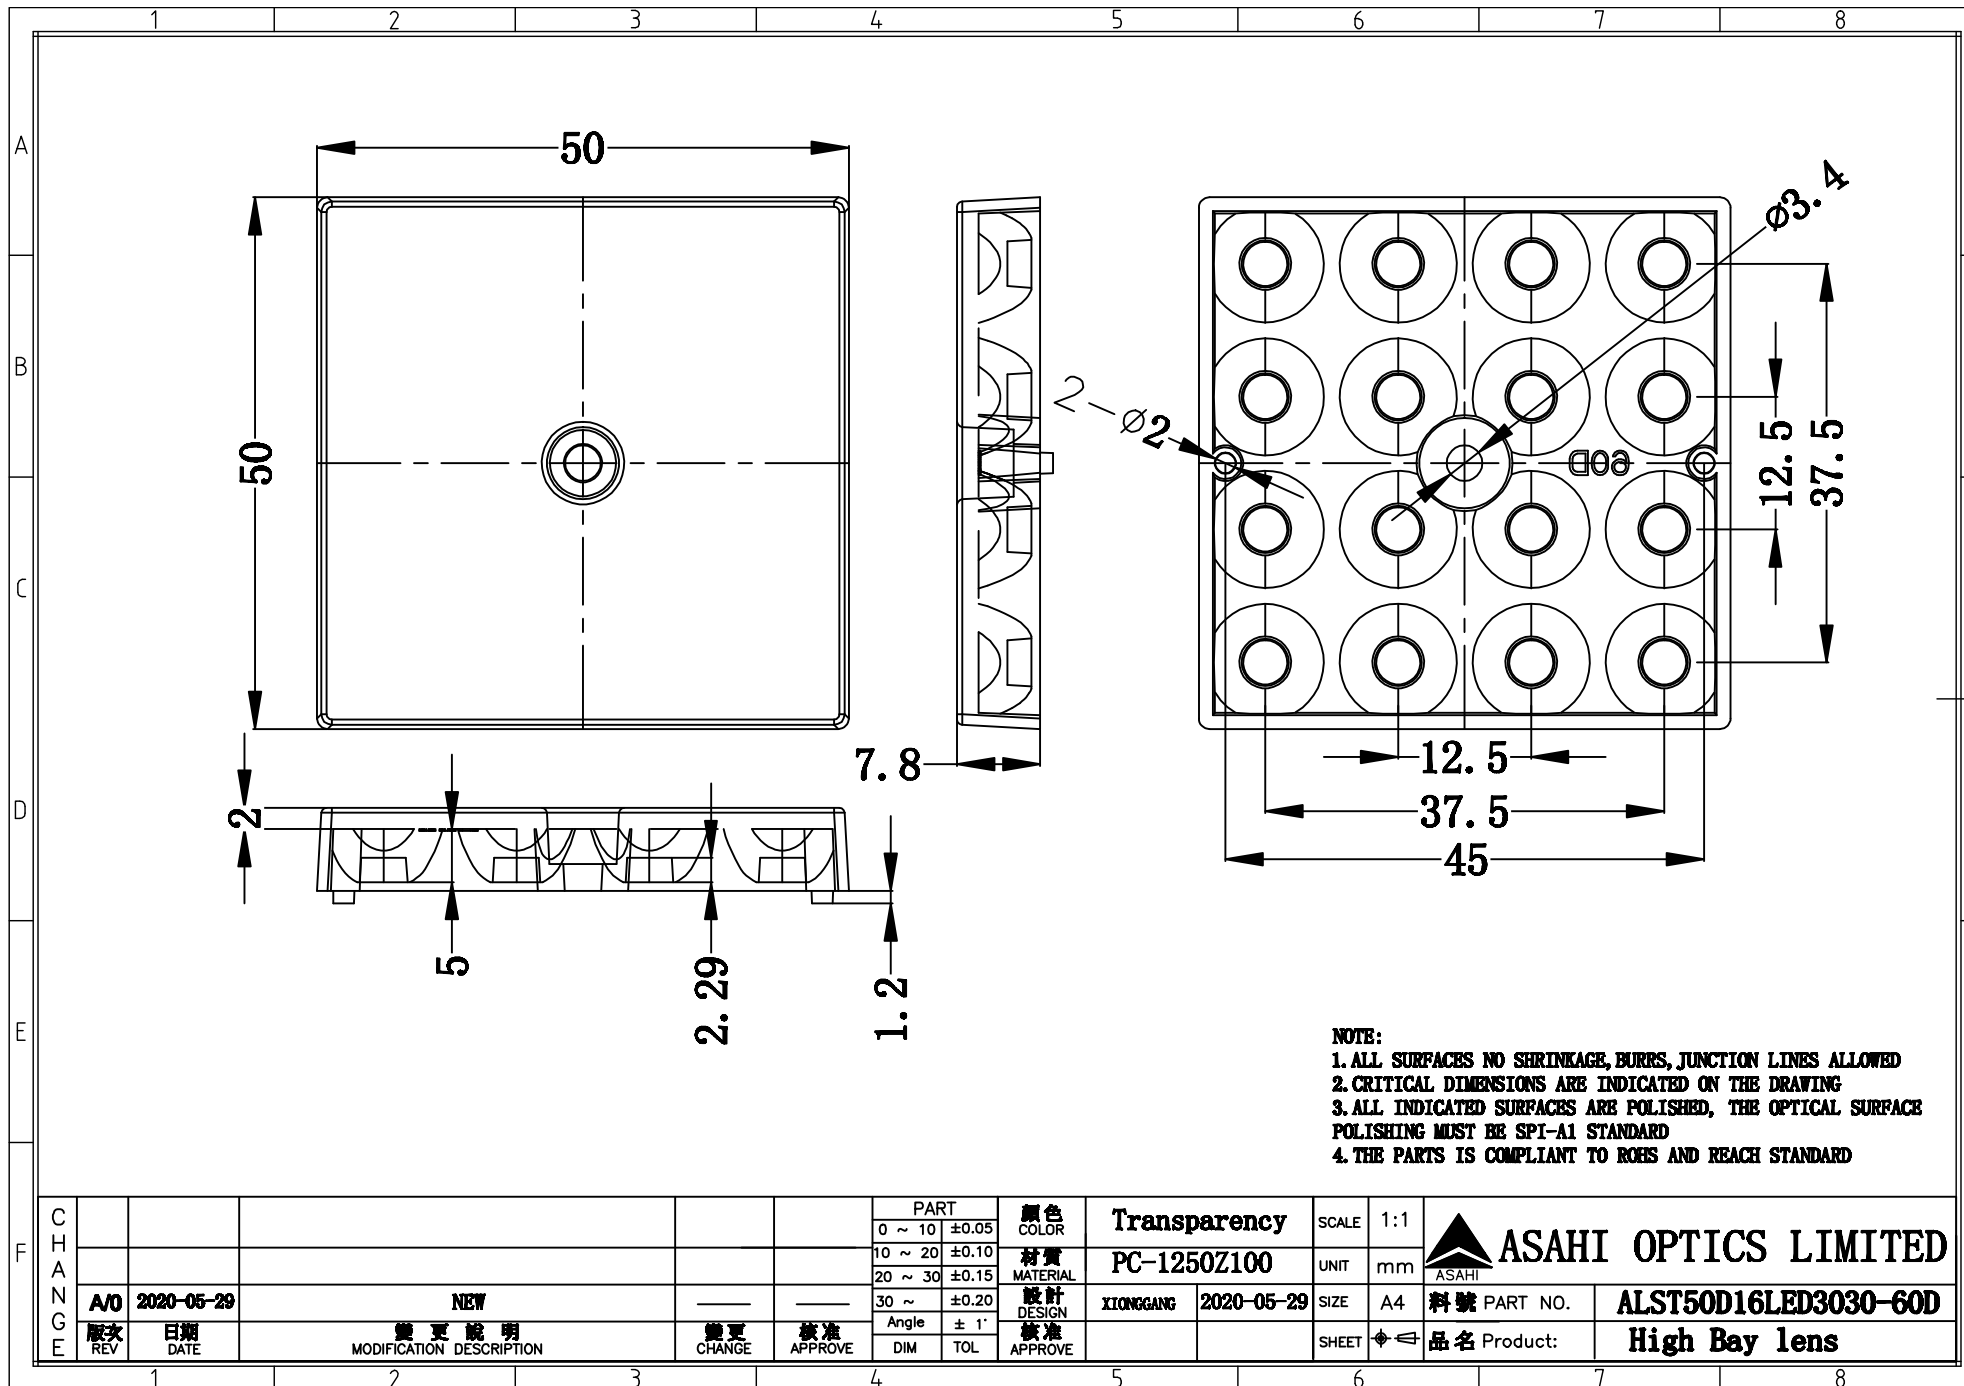 1 2 3 4 5 6 7 8
A
B
C
D
E
F
50
50
7.8
2
5
2.29
1.2
2-⌀2
⌀3.4
60D
12.5
37.5
12.5
37.5
45
NOTE:
1.ALL SURFACES NO SHRINKAGE,BURRS,JUNCTION LINES ALLOWED
2.CRITICAL DIMENSIONS ARE INDICATED ON THE DRAWING
3.ALL INDICATED SURFACES ARE POLISHED, THE OPTICAL SURFACE
POLISHING MUST BE SPI-A1 STANDARD
4.THE PARTS IS COMPLIANT TO ROHS AND REACH STANDARD
CHANGE
A/0 2020-05-29 NEW
版次 日期 變更說明 變更 核准
REV DATE MODIFICATION DESCRIPTION CHANGE APPROVE
PART
0 ~ 10 ±0.05
10 ~ 20 ±0.10
20 ~ 30 ±0.15
30 ~ ±0.20
Angle ± 1°
DIM TOL
顏色 COLOR Transparency
材質 MATERIAL PC-1250Z100
設計 DESIGN XIONGGANG 2020-05-29
核准 APPROVE
SCALE 1:1
UNIT mm
SIZE A4
SHEET
ASAHI
ASAHI OPTICS LIMITED
料號 PART NO. ALST50D16LED3030-60D
品名 Product: High Bay lens
1 2 3 4 5 6 7 8